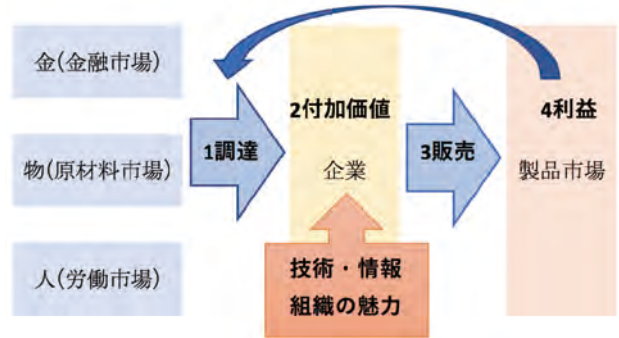 金(金融市場)
物(原材料市場)
人(労働市場)
1調達
2付加価値
企業
技術・情報
組織の魅力
3販売
4利益
製品市場